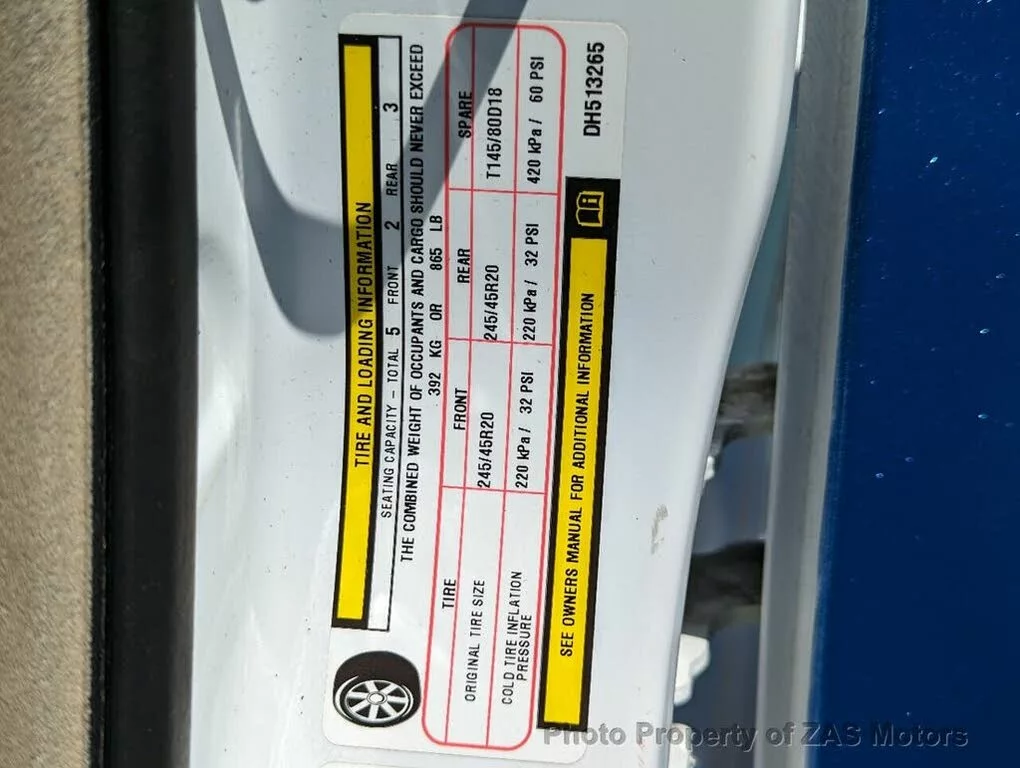 TIRE AND LOADING INFORMATION
SEATING CAPACITY – TOTAL 5 FRONT 2 REAR 3
THE COMBINED WEIGHT OF OCCUPANTS AND CARGO SHOULD NEVER EXCEED
392 KG OR 865 LB
TIRE FRONT REAR SPARE
ORIGINAL TIRE SIZE 245/45R20 245/45R20 T145/80D18
COLD TIRE INFLATION
PRESSURE 220 kPa / 32 PSI 220 kPa / 32 PSI 420 kPa / 60 PSI
SEE OWNERS MANUAL FOR ADDITIONAL INFORMATION
DH513265
Photo Property of ZAS Motors